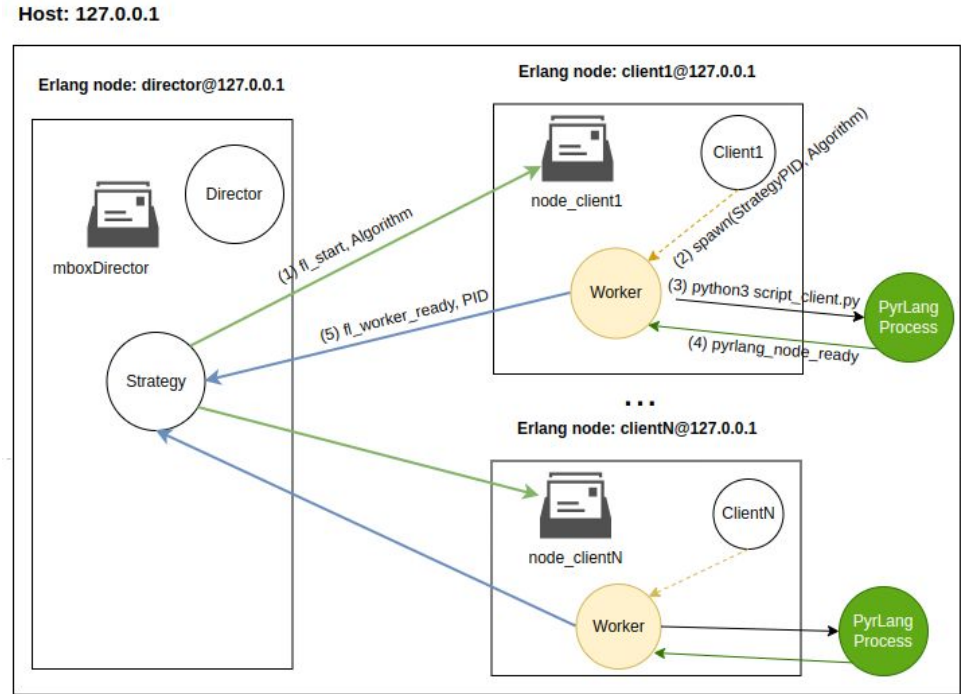 Host: 127.0.0.1
Erlang node: director@127.0.0.1
Director
mboxDirector
Strategy
(1) fl_start, Algorithm
(5) fl_worker_ready, PID
Erlang node: client1@127.0.0.1
node_client1
Client1
(2) spawn(StrategyPID, Algorithm)
Worker
(3) python3 script_client.py
(4) pyrlang_node_ready
PyrLang
Process
...
Erlang node: clientN@127.0.0.1
node_clientN
ClientN
Worker
PyrLang
Process